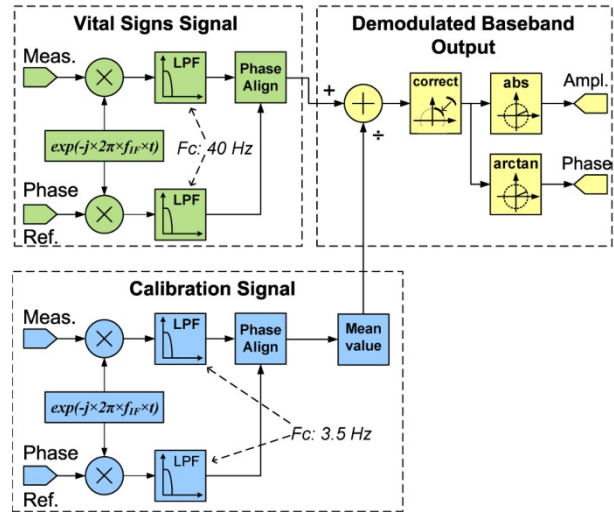 Vital Signs Signal
Meas.
LPF
Phase
Align
exp(-j×2π×f_IF×t)
Fc: 40 Hz
Phase
Ref.
LPF
Demodulated Baseband
Output
+
÷
correct
abs
Ampl.
arctan
Phase
Calibration Signal
Meas.
LPF
Phase
Align
Mean
value
exp(-j×2π×f_IF×t)
Fc: 3.5 Hz
Phase
Ref.
LPF